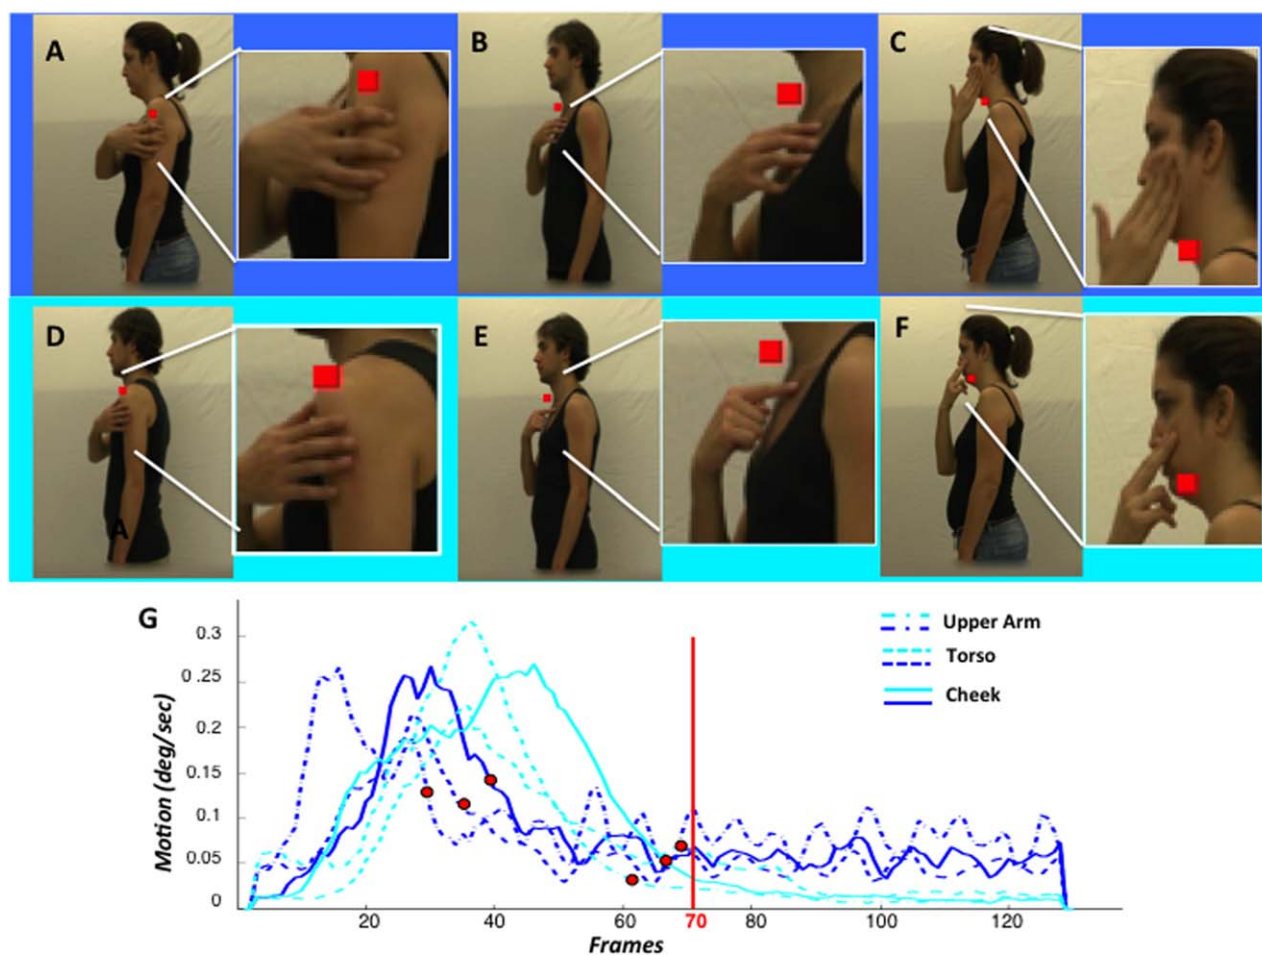 A
B
C
D
E
F
A
G
Motion (deg/sec)
0.3
0 .25
0.2
0.15
0.1
0.05
0
20
40
60
70
80
100
120
Frames
Upper Arm
Torso
Cheek